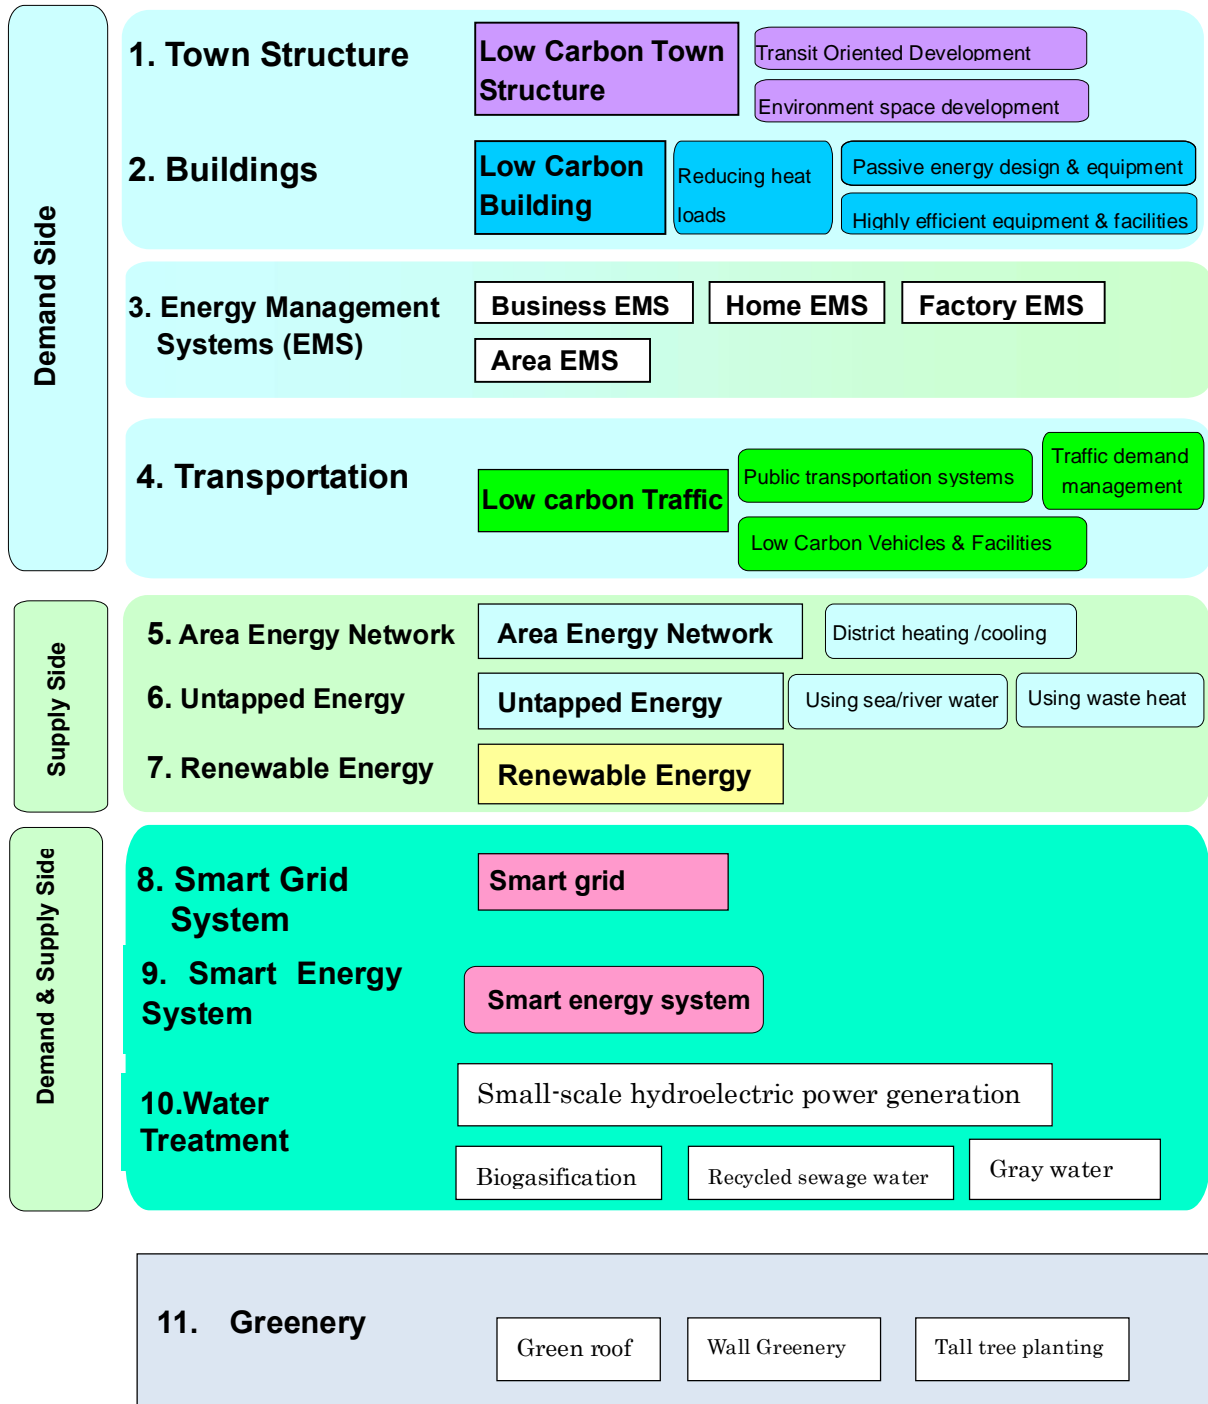 Demand Side
1. Town Structure
Low Carbon Town
Structure
Transit Oriented Development
Environment space development
2. Buildings
Low Carbon
Building
Reducing heat
loads
Passive energy design & equipment
Highly efficient equipment & facilities
3. Energy Management
Systems (EMS)
Business EMS
Home EMS
Factory EMS
Area EMS
4. Transportation
Low carbon Traffic
Public transportation systems
Traffic demand
management
Low Carbon Vehicles & Facilities
Supply Side
5. Area Energy Network
Area Energy Network
District heating /cooling
6. Untapped Energy
Untapped Energy
Using sea/river water
Using waste heat
7. Renewable Energy
Renewable Energy
Demand & Supply Side
8. Smart Grid
System
Smart grid
9. Smart Energy
System
Smart energy system
10.Water
Treatment
Small-scale hydroelectric power generation
Biogasification
Recycled sewage water
Gray water
11. Greenery
Green roof
Wall Greenery
Tall tree planting